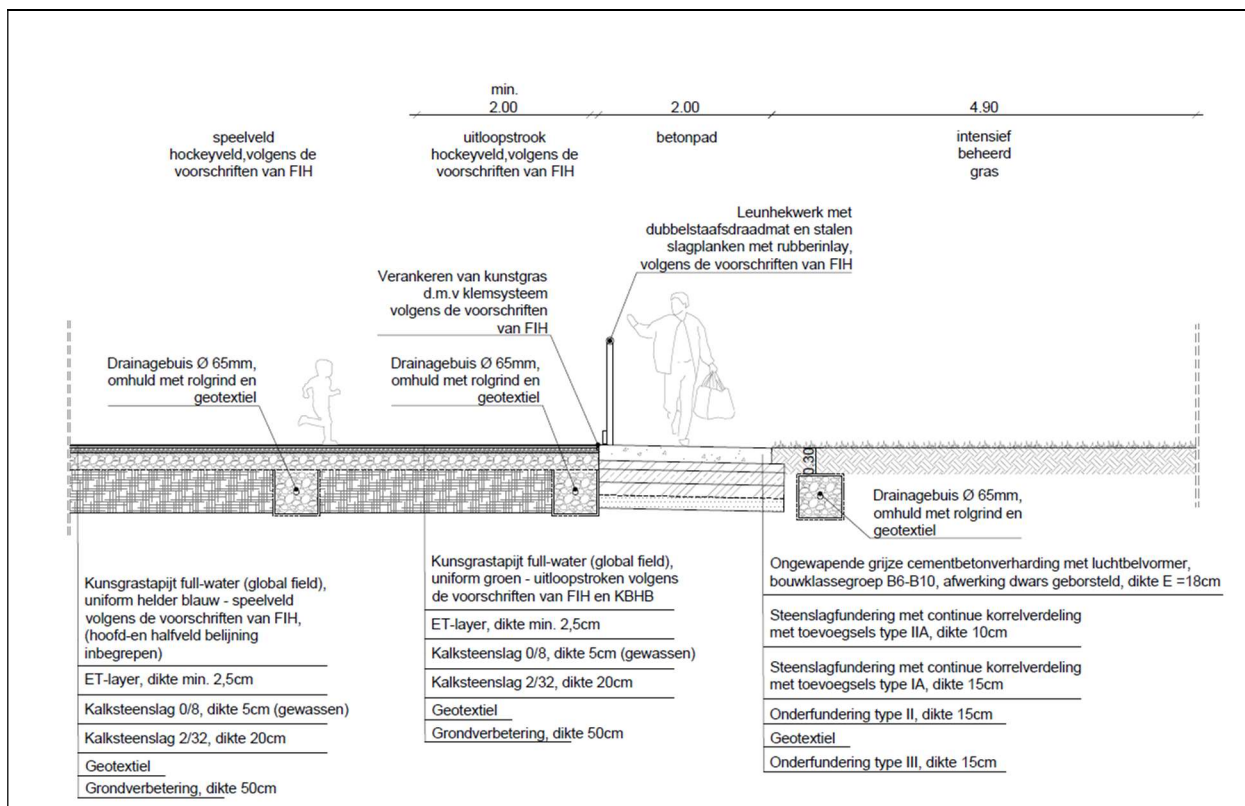 min.
2.00
2.00
4.90
speelveld
hockeyveld,volgens de
voorschriften van FIH
uitloopstrook
hockeyveld,volgens de
voorschriften van FIH
betonpad
intensief
beheerd
gras
Leunhekwerk met
dubbelstaafsdraadmat en stalen
slagplanken met rubberinlay,
volgens de voorschriften van FIH
Verankeren van kunstgras
d.m.v klemsysteem
volgens de voorschriften
van FIH
Drainagebuis Ø 65mm,
omhuld met rolgrind en
geotextiel
Drainagebuis Ø 65mm,
omhuld met rolgrind en
geotextiel
0.30
Drainagebuis Ø 65mm,
omhuld met rolgrind en
geotextiel
Kunsgrastapijt full-water (global field),
uniform helder blauw - speelveld
volgens de voorschriften van FIH,
(hoofd-en halfveld belijning
inbegrepen)
ET-layer, dikte min. 2,5cm
Kalksteenslag 0/8, dikte 5cm (gewassen)
Kalksteenslag 2/32, dikte 20cm
Geotextiel
Grondverbetering, dikte 50cm
Kunsgrastapijt full-water (global field),
uniform groen - uitloopstroken volgens
de voorschriften van FIH en KBHB
ET-layer, dikte min. 2,5cm
Kalksteenslag 0/8, dikte 5cm (gewassen)
Kalksteenslag 2/32, dikte 20cm
Geotextiel
Grondverbetering, dikte 50cm
Ongewapende grijze cementbetonverharding met luchtbelvormer,
bouwklassegroep B6-B10, afwerking dwars geborsteld, dikte E =18cm
Steenslagfundering met continue korrelverdeling
met toevoegsels type IIA, dikte 10cm
Steenslagfundering met continue korrelverdeling
met toevoegsels type IA, dikte 15cm
Onderfundering type II, dikte 15cm
Geotextiel
Onderfundering type III, dikte 15cm